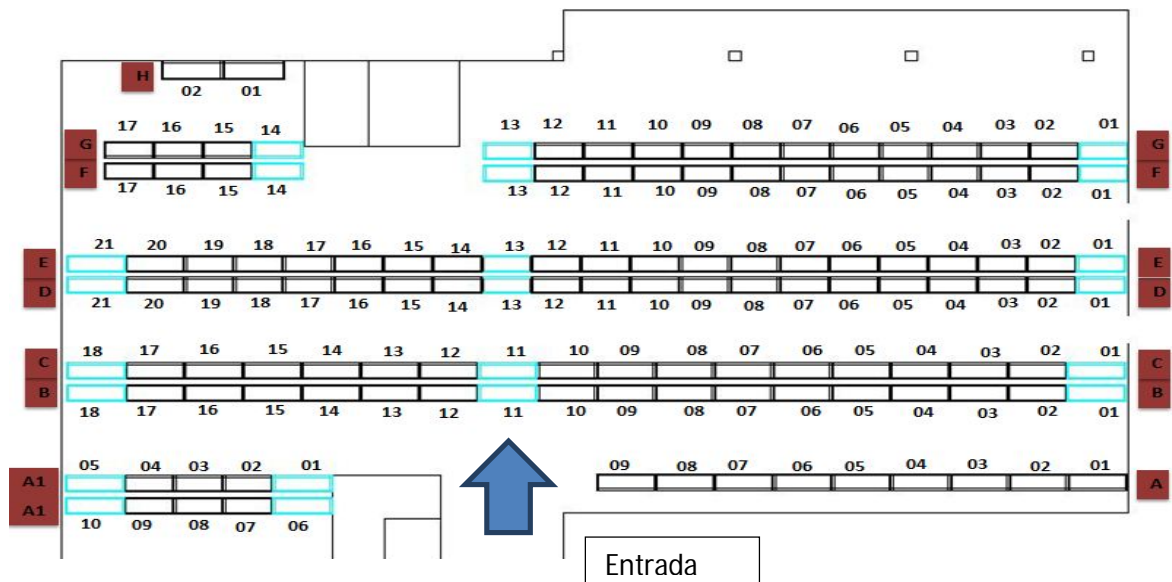 H
02 01
17 16 15 14 13 12 11 10 09 08 07 06 05 04 03 02 01
G G
F F
17 16 15 14 13 12 11 10 09 08 07 06 05 04 03 02 01
21 20 19 18 17 16 15 14 13 12 11 10 09 08 07 06 05 04 03 02 01
E E
D D
21 20 19 18 17 16 15 14 13 12 11 10 09 08 07 06 05 04 03 02 01
18 17 16 15 14 13 12 11 10 09 08 07 06 05 04 03 02 01
C C
B B
18 17 16 15 14 13 12 11 10 09 08 07 06 05 04 03 02 01
05 04 03 02 01 09 08 07 06 05 04 03 02 01
A1 A
A1
10 09 08 07 06
Entrada